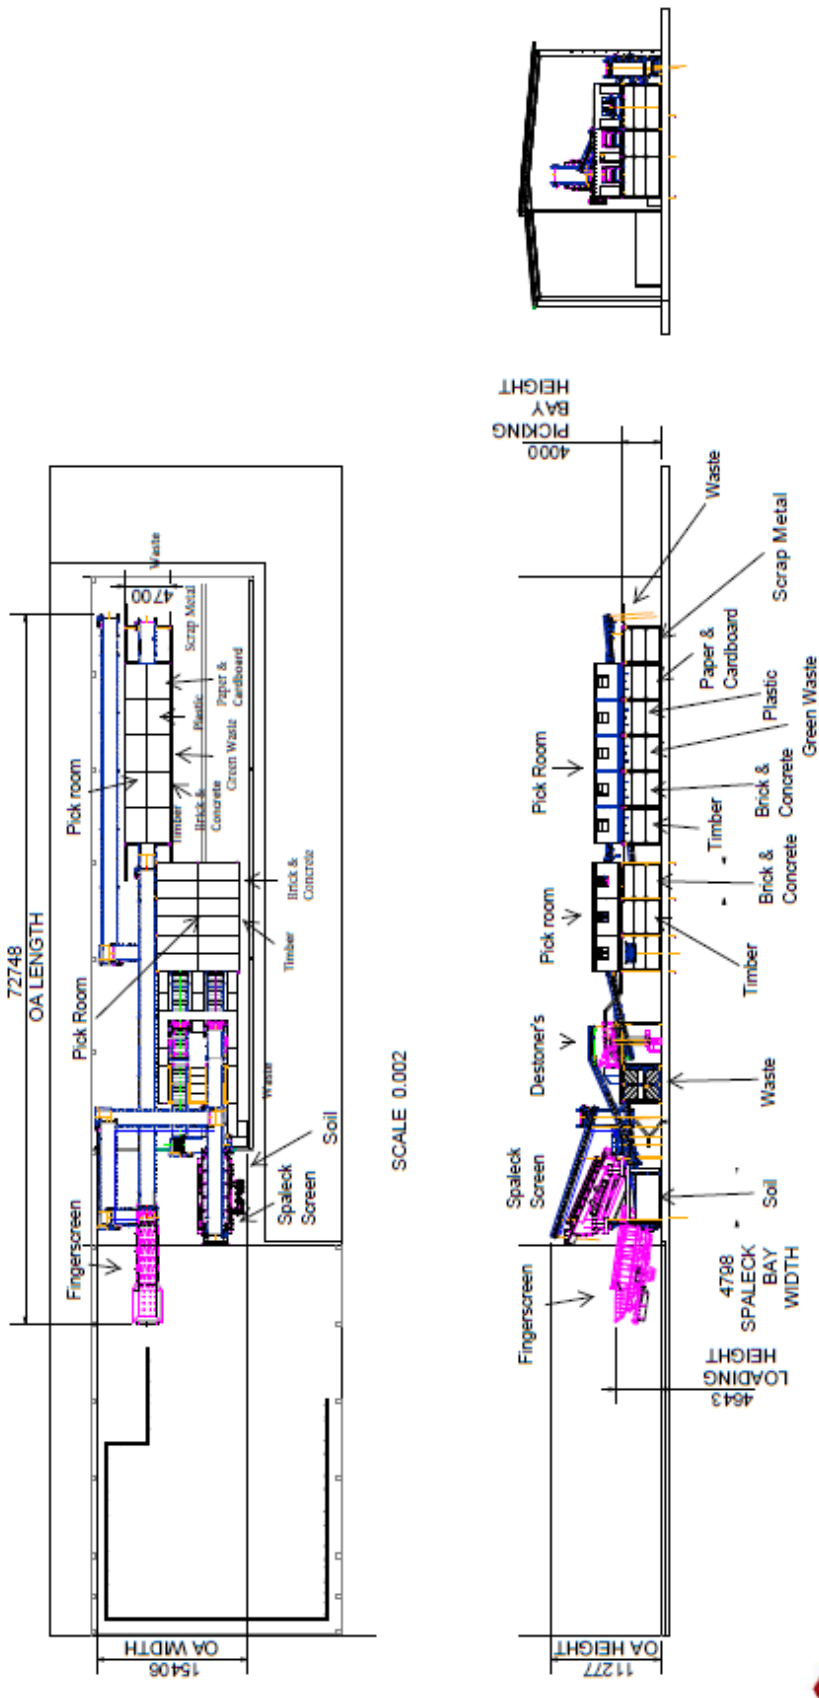 72748
OA LENGTH
Waste
4700
Pick room
Scrap Metal
Paper &
Cardboard
Plastic
Green Waste
Brick &
Concrete
Timber
Brick &
Concrete
Timber
Pick Room
Waste
Soil
Spaleck
Screen
Fingerscreen
15406
OA WIDTH
SCALE 0.002
4000
PICKING
BAY
HEIGHT
Waste
Scrap Metal
Paper &
Cardboard
Plastic
Green Waste
Brick &
Concrete
Timber
Brick &
Concrete
Timber
Pick Room
Pick room
Destoner's
Waste
Spaleck
Screen
Soil
4798
SPALECK
BAY
WIDTH
Fingerscreen
4643
LOADING
HEIGHT
11277
OA HEIGHT